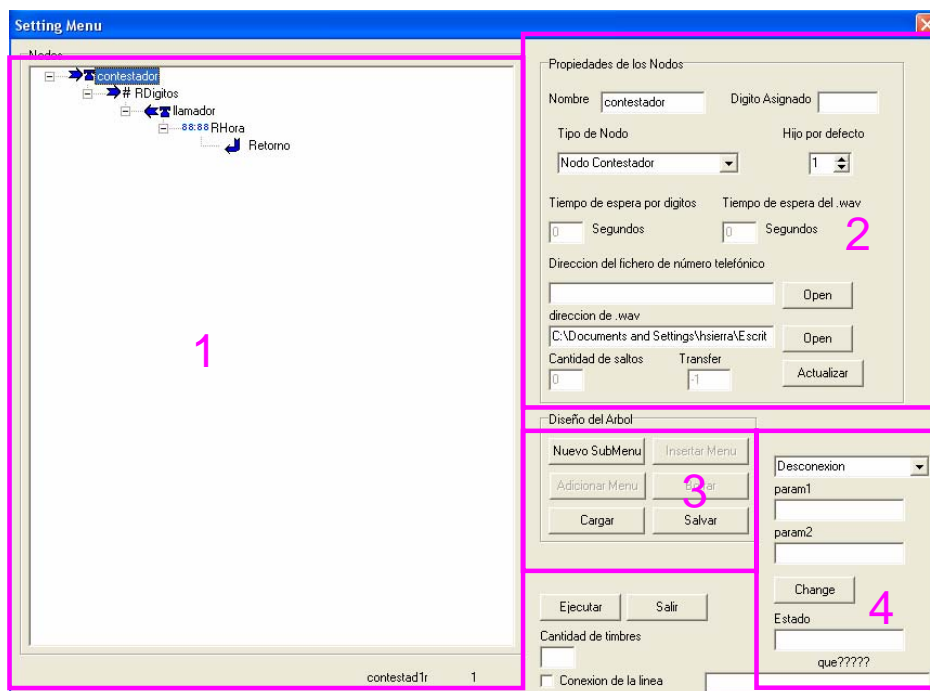 Setting Menu
Nodos
contestador
# RDigitos
llamador
88:88 RHora
Retorno
1
contestad1r 1
Propiedades de los Nodos
Nombre contestador Digito Asignado
Tipo de Nodo Hijo por defecto
Nodo Contestador 1
Tiempo de espera por digitos Tiempo de espera del .wav
0 Segundos 0 Segundos
2
Direccion del fichero de número telefónico
Open
direccion de .wav
C:\Documents and Settings\hsierra\Escrit Open
Cantidad de saltos Transfer
0 -1 Actualizar
Diseño del Arbol
Nuevo SubMenu Insertar Menu
Adicionar Menu
3
Cargar Salvar
Desconexion
param1
param2
Change
4
Estado
que?????
Ejecutar Salir
Cantidad de timbres
Conexion de la linea